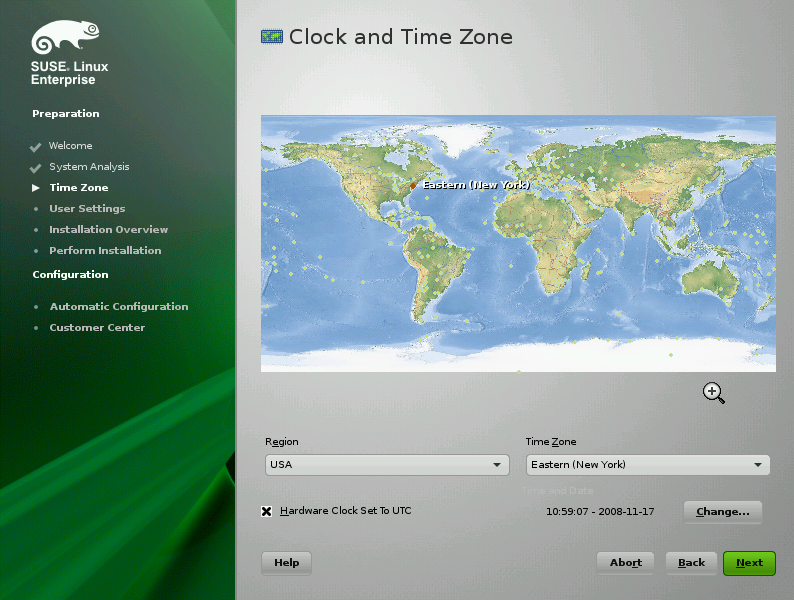 SUSE® Linux
Enterprise
Preparation
Welcome
System Analysis
Time Zone
User Settings
Installation Overview
Perform Installation
Configuration
Automatic Configuration
Customer Center
Clock and Time Zone
Eastern (New York)
Region
Time Zone
USA
Eastern (New York)
Time and Date
Hardware Clock Set To UTC
10:59:07 - 2008-11-17
Change...
Help
Abort
Back
Next